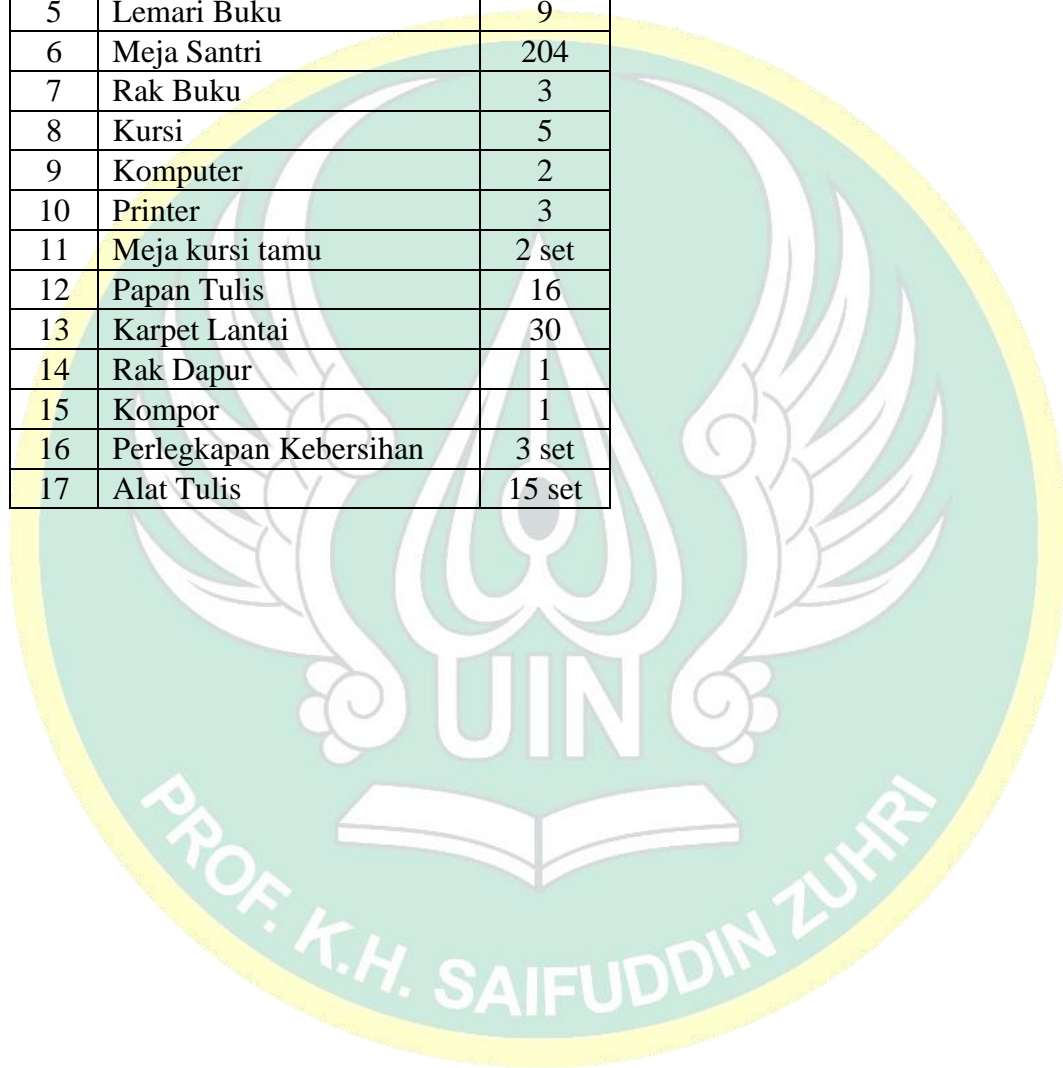 5 Lemari Buku 9
6 Meja Santri 204
7 Rak Buku 3
8 Kursi 5
9 Komputer 2
10 Printer 3
11 Meja kursi tamu 2 set
12 Papan Tulis 16
13 Karpet Lantai 30
14 Rak Dapur 1
15 Kompor 1
16 Perlegkapan Kebersihan 3 set
17 Alat Tulis 15 set
UIN
PROF. K.H. SAIFUDDIN ZUHRI